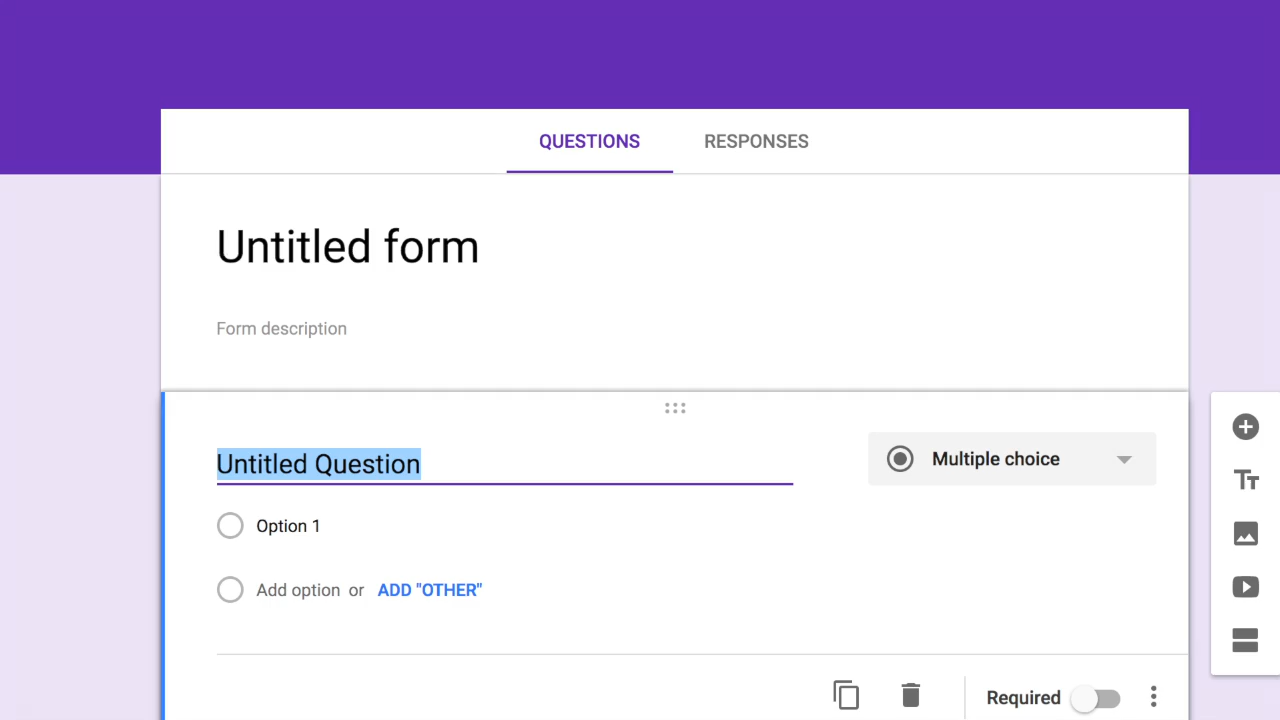 QUESTIONS RESPONSES
Untitled form
Form description
Untitled Question
Multiple choice
Option 1
Add option or ADD "OTHER"
Required